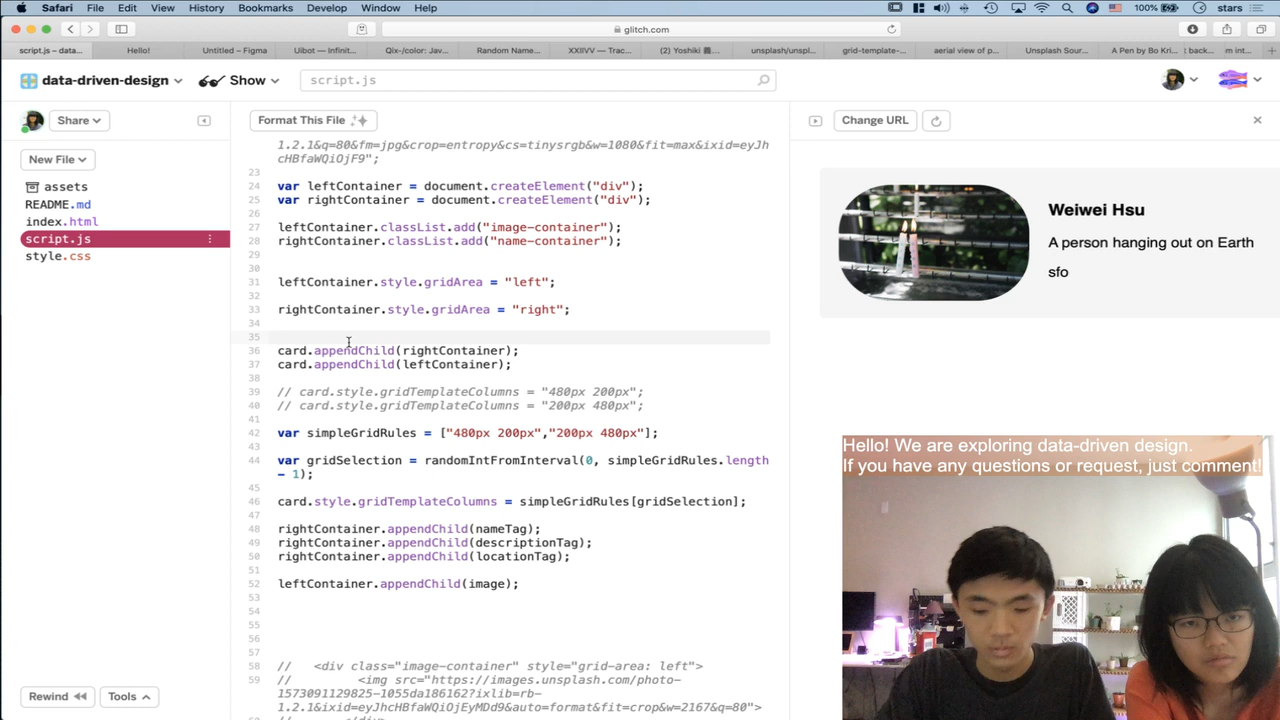 Safari File Edit View History Bookmarks Develop Window Help 100% stars
glitch.com
script.js – data... Hello! Untitled – Figma Uibot — Infinit... Qix-/color: Jav... Random Name... XXIIVV — Trac... (2) Yoshiki 義... unsplash/unspl... grid-template-... aerial view of p... Unsplash Sour... A Pen by Bo Kri... t back... m int...
data-driven-design Show script.js
Share Format This File Change URL
New File
assets
README.md
index.html
script.js
style.css
Rewind Tools
1.2.1&q=80&fm=jpg&crop=entropy&cs=tinysrgb&w=1080&fit=max&ixid=eyJh
cHBfaWQiOjF9";
23
24 var leftContainer = document.createElement("div");
25 var rightContainer = document.createElement("div");
26
27 leftContainer.classList.add("image-container");
28 rightContainer.classList.add("name-container");
29
30
31 leftContainer.style.gridArea = "left";
32
33 rightContainer.style.gridArea = "right";
34
35
36 card.appendChild(rightContainer);
37 card.appendChild(leftContainer);
38
39 // card.style.gridTemplateColumns = "480px 200px";
40 // card.style.gridTemplateColumns = "200px 480px";
41
42 var simpleGridRules = ["480px 200px","200px 480px"];
43
44 var gridSelection = randomIntFromInterval(0, simpleGridRules.length
- 1);
45
46 card.style.gridTemplateColumns = simpleGridRules[gridSelection];
47
48 rightContainer.appendChild(nameTag);
49 rightContainer.appendChild(descriptionTag);
50 rightContainer.appendChild(locationTag);
51
52 leftContainer.appendChild(image);
53
54
55
56
57
58 // <div class="image-container" style="grid-area: left">
59 // <img src="https://images.unsplash.com/photo-
1573091129825-1055da186162?ixlib=rb-
1.2.1&ixid=eyJhcHBfaWQiOjEyMDd9&auto=format&fit=crop&w=2167&q=80">
Weiwei Hsu
A person hanging out on Earth
sfo
Hello! We are exploring data-driven design.
If you have any questions or request, just comment!